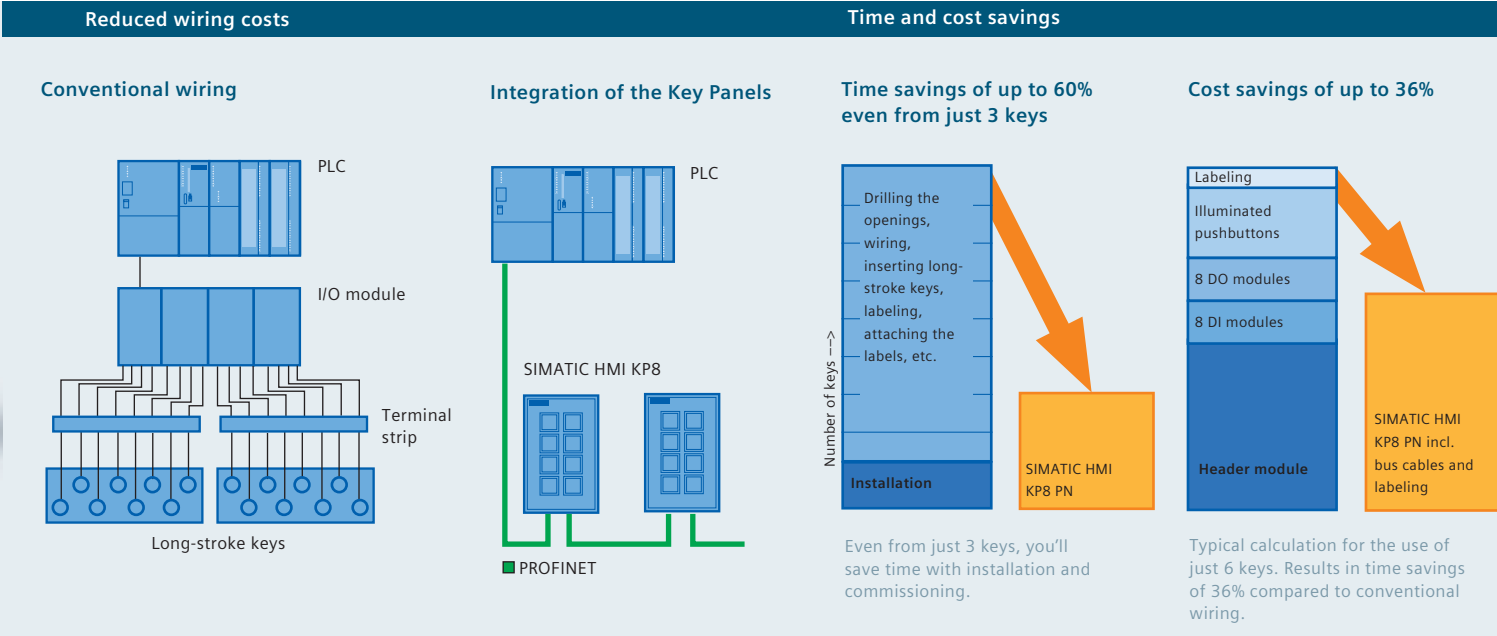 Reduced wiring costs
Time and cost savings
Conventional wiring
PLC
I/O module
Terminal
strip
Long-stroke keys
Integration of the Key Panels
PLC
SIMATIC HMI KP8
PROFINET
Time savings of up to 60%
even from just 3 keys
Number of keys –––>
Drilling the
openings,
wiring,
inserting long-
stroke keys,
labeling,
attaching the
labels, etc.
Installation
SIMATIC HMI
KP8 PN
Even from just 3 keys, you’ll
save time with installation and
commissioning.
Cost savings of up to 36%
Labeling
Illuminated
pushbuttons
8 DO modules
8 DI modules
Header module
SIMATIC HMI
KP8 PN incl.
bus cables and
labeling
Typical calculation for the use of
just 6 keys. Results in time savings
of 36% compared to conventional
wiring.